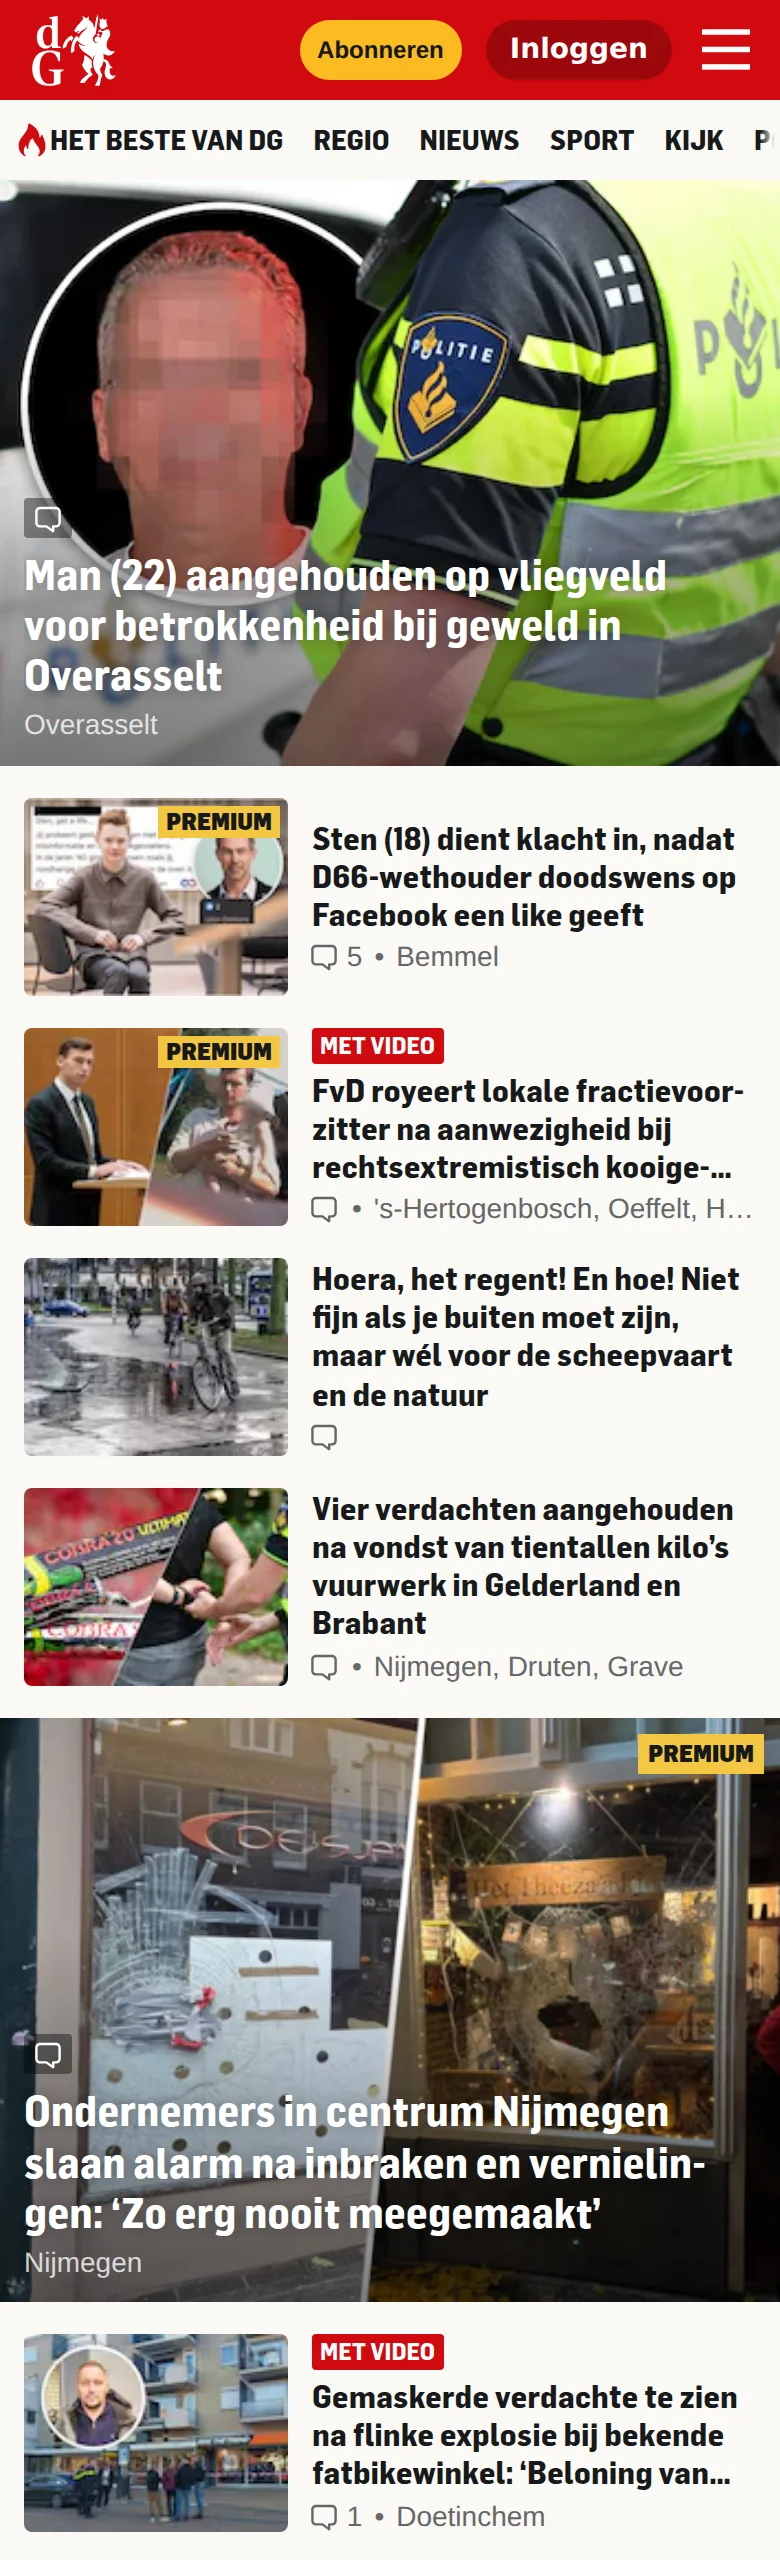 dG
Abonneren
Inloggen
HET BESTE VAN DG
REGIO
NIEUWS
SPORT
KIJK
POLITIE
Man (22) aangehouden op vliegveld
voor betrokkenheid bij geweld in
Overasselt
Overasselt
PREMIUM
Sten (18) dient klacht in, nadat
D66-wethouder doodswens op
Facebook een like geeft
5 • Bemmel
PREMIUM
MET VIDEO
FvD royeert lokale fractievoor-
zitter na aanwezigheid bij
rechtsextremistisch kooige-...
• 's-Hertogenbosch, Oeffelt, H...
Hoera, het regent! En hoe! Niet
fijn als je buiten moet zijn,
maar wél voor de scheepvaart
en de natuur
COBRA
COBRA
Vier verdachten aangehouden
na vondst van tientallen kilo’s
vuurwerk in Gelderland en
Brabant
• Nijmegen, Druten, Grave
PREMIUM
Ondernemers in centrum Nijmegen
slaan alarm na inbraken en vernielin-
gen: ‘Zo erg nooit meegemaakt’
Nijmegen
MET VIDEO
Gemaskerde verdachte te zien
na flinke explosie bij bekende
fatbikewinkel: ‘Beloning van...
1 • Doetinchem